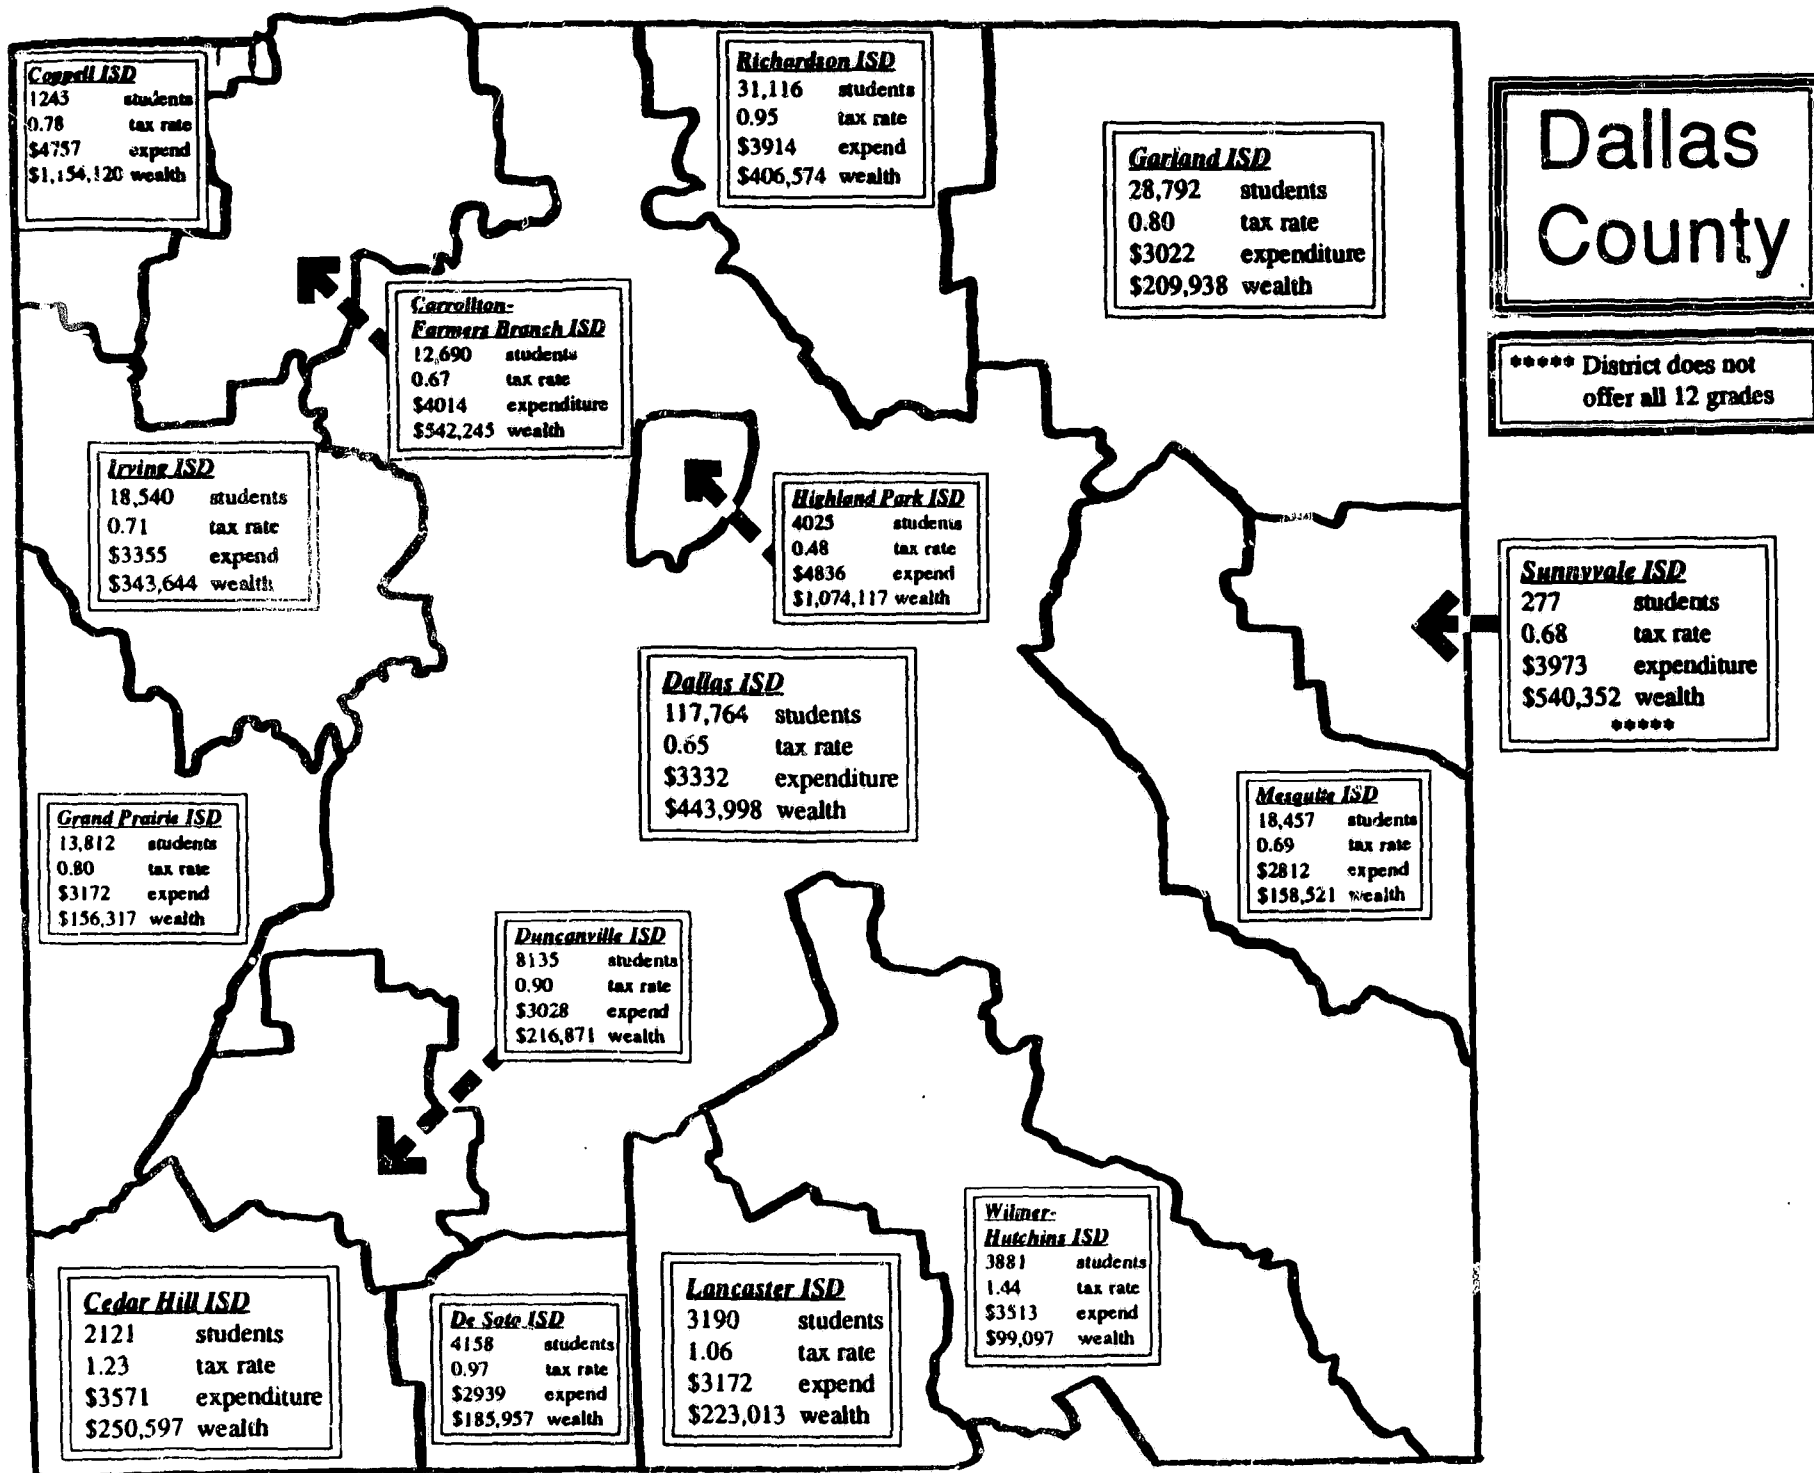 Coppell ISD
1243 students
0.78 tax rate
$4757 expend
$1,154,120 wealth
Richardson ISD
31,116 students
0.95 tax rate
$3914 expend
$406,574 wealth
Garland ISD
28,792 students
0.80 tax rate
$3022 expenditure
$209,938 wealth
Dallas
County
***** District does not
offer all 12 grades
Carrollton-
Farmers Branch ISD
12,690 students
0.67 tax rate
$4014 expenditure
$542,245 wealth
Irving ISD
18,540 students
0.71 tax rate
$3355 expend
$343,644 wealth
Highland Park ISD
4025 students
0.48 tax rate
$4836 expend
$1,074,117 wealth
Sunnyvale ISD
277 students
0.68 tax rate
$3973 expenditure
$540,352 wealth
*****
Dallas ISD
117,764 students
0.65 tax rate
$3332 expenditure
$443,998 wealth
Mesquite ISD
18,457 students
0.69 tax rate
$2812 expend
$158,521 wealth
Grand Prairie ISD
13,812 students
0.80 tax rate
$3172 expend
$156,317 wealth
Duncanville ISD
8135 students
0.90 tax rate
$3028 expend
$216,871 wealth
Wilmer-
Hutchins ISD
3881 students
1.44 tax rate
$3513 expend
$99,097 wealth
Cedar Hill ISD
2121 students
1.23 tax rate
$3571 expenditure
$250,597 wealth
De Soto ISD
4158 students
0.97 tax rate
$2939 expend
$185,957 wealth
Lancaster ISD
3190 students
1.06 tax rate
$3172 expend
$223,013 wealth